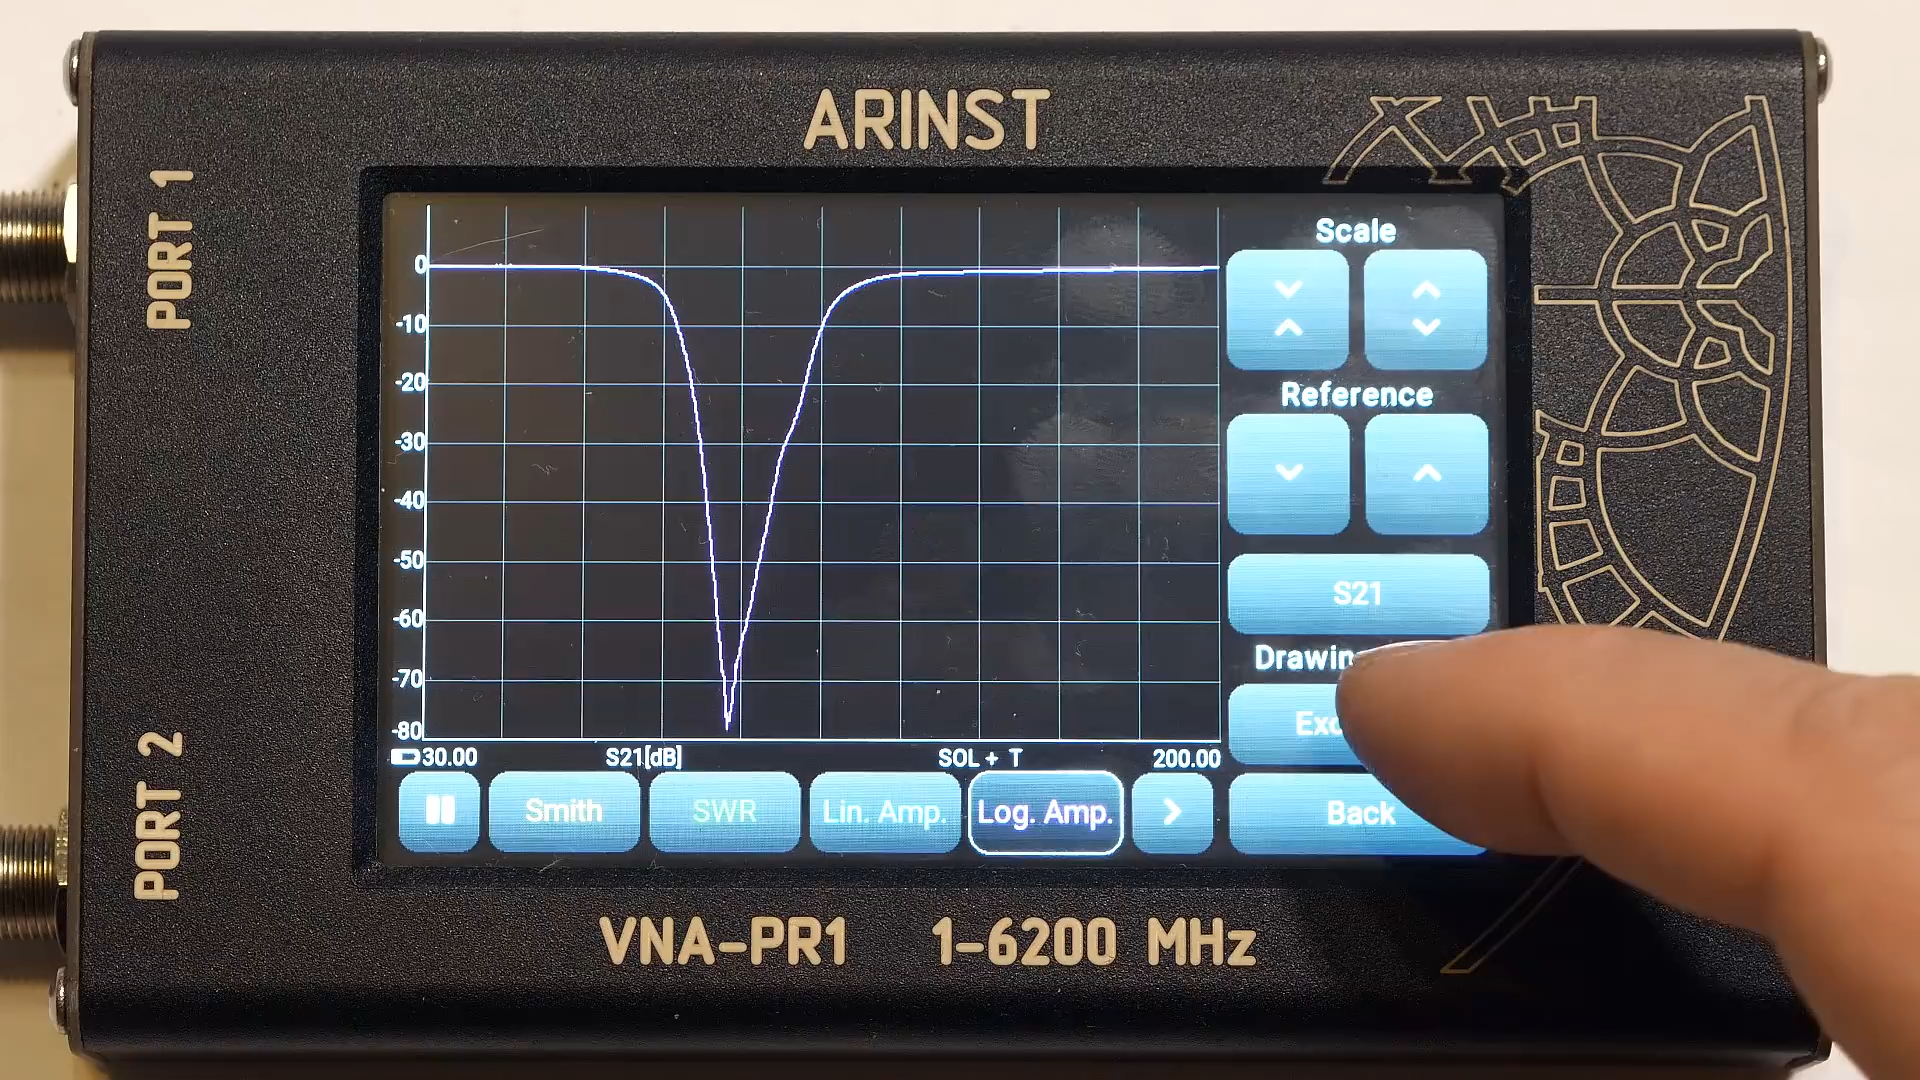 ARINST
PORT 1
PORT 2
Scale
Reference
S21
Back
0
-10
-20
-30
-40
-50
-60
-70
-80
30.00 S21[dB] SOL + T 200.00
Smith SWR Lin. Amp. Log. Amp.
VNA-PR1 1-6200 MHz